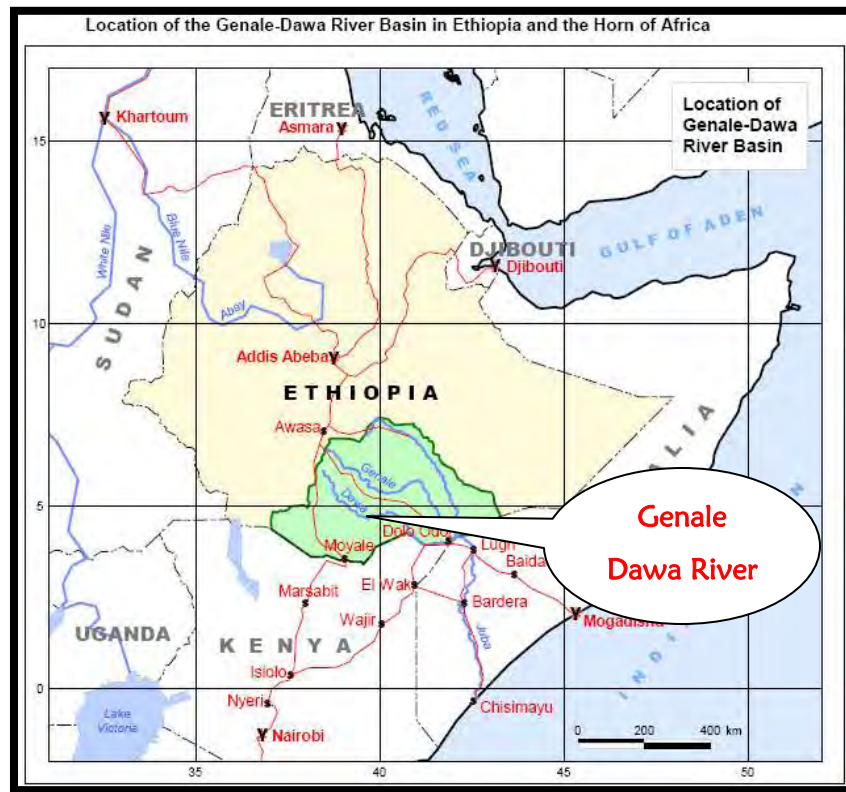 Location of the Genale-Dawa River Basin in Ethiopia and the Horn of Africa
Location of
Genale-Dawa
River Basin
Khartoum
ERITREA
Asmara
RED SEA
15
White Nile
Blue Nile
SUDAN
DJIBOUTI
Djibouti
GULF OF ADEN
Abay
10
Addis Abeba
ETHIOPIA
Awasa
ALIA
Genale
Dawa
5
Dolo Odo
Lugh
Genale
Dawa River
Moyale
Baida
Marsabit
El Wak
Bardera
Wajir
Mogadishu
UGANDA
KENYA
Juba
IND
N
Isiolo
0
Nyeri
Chisimayu
Lake
Victoria
Nairobi
0 200 400 km
35 40 45 50